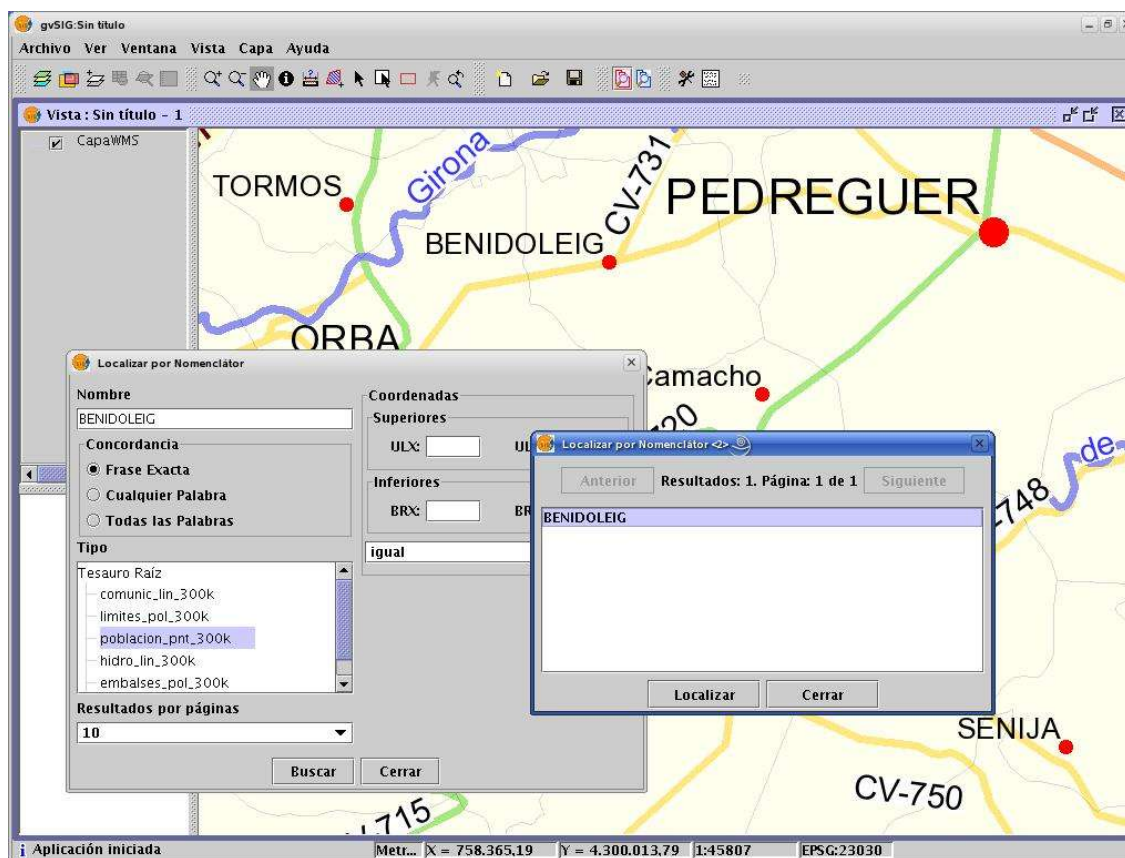 gvSIG:Sin título
Archivo Ver Ventana Vista Capa Ayuda
Vista : Sin título - 1
CapaWMS
TORMOS
Girona
CV-731
PEDREGUER
BENIDOLEIG
ORBA
Camacho
720
de
-748
SENIJA
CV-750
V-715
Localizar por Nomenclátor
Nombre
BENIDOLEIG
Concordancia
Frase Exacta
Cualquier Palabra
Todas las Palabras
Tipo
Tesauro Raíz
comunic_lin_300k
limites_pol_300k
poblacion_pnt_300k
hidro_lin_300k
embalses_pol_300k
Resultados por páginas
10
Coordenadas
Superiores
ULX:
UL
Inferiores
BRX:
BR
igual
Buscar Cerrar
Localizar por Nomenclátor <2>
Anterior Resultados: 1. Página: 1 de 1 Siguiente
BENIDOLEIG
Localizar Cerrar
Aplicación iniciada Metr... X = 758.365,19 Y = 4.300.013,79 1:45807 EPSG:23030